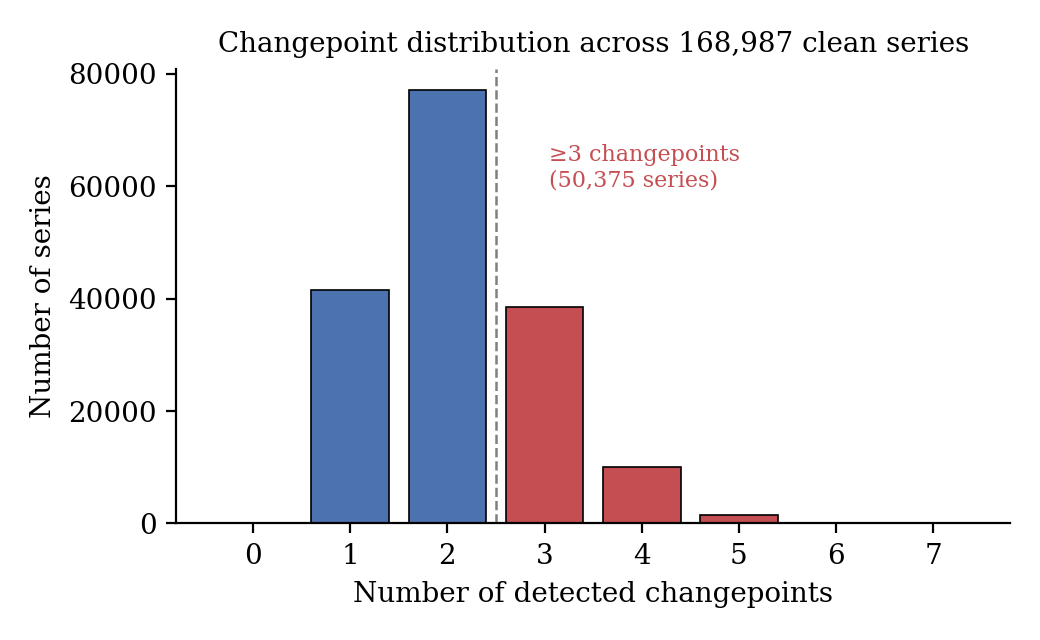 Changepoint distribution across 168,987 clean series
80000
60000
40000
20000
0
Number of series
≥3 changepoints
(50,375 series)
0 1 2 3 4 5 6 7
Number of detected changepoints